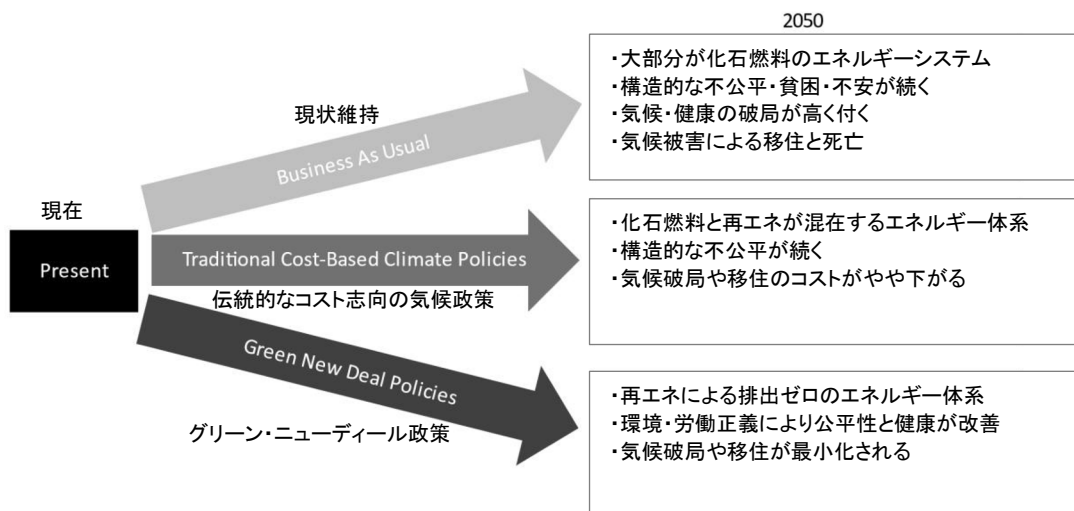 2050
・大部分が化石燃料のエネルギーシステム
・構造的な不公平・貧困・不安が続く
・気候・健康の破局が高く付く
・気候被害による移住と死亡
現状維持
Business As Usual
現在
Present
Traditional Cost-Based Climate Policies
伝統的なコスト志向の気候政策
・化石燃料と再エネが混在するエネルギー体系
・構造的な不公平が続く
・気候破局や移住のコストがやや下がる
Green New Deal Policies
グリーン・ニューディール政策
・再エネによる排出ゼロのエネルギー体系
・環境・労働正義により公平性と健康が改善
・気候破局や移住が最小化される